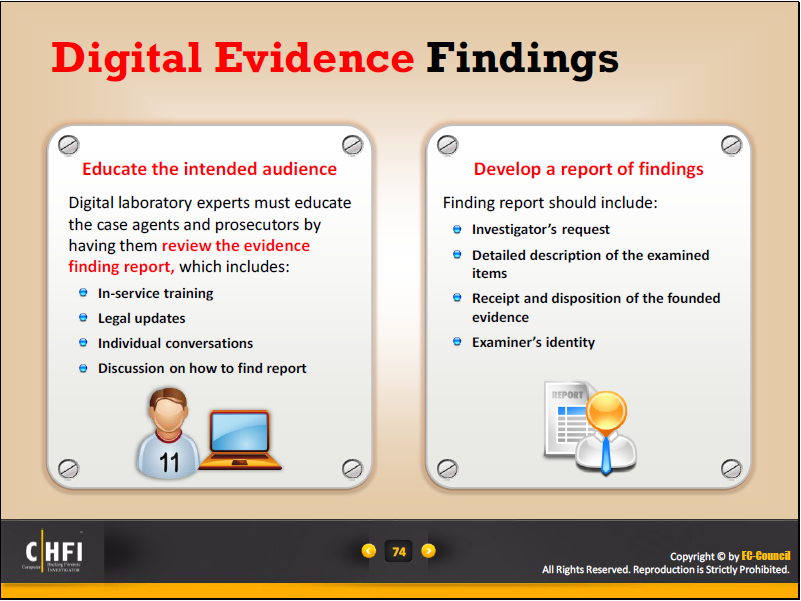 Digital Evidence Findings
Educate the intended audience
Digital laboratory experts must educate
the case agents and prosecutors by
having them review the evidence
finding report, which includes:
In-service training
Legal updates
Individual conversations
Discussion on how to find report
11
Develop a report of findings
Finding report should include:
Investigator's request
Detailed description of the examined
items
Receipt and disposition of the founded
evidence
Examiner's identity
REPORT
CHFI
Computer Hacking Forensic
INVESTIGATOR
74
Copyright © by EC-Council
All Rights Reserved. Reproduction is Strictly Prohibited.